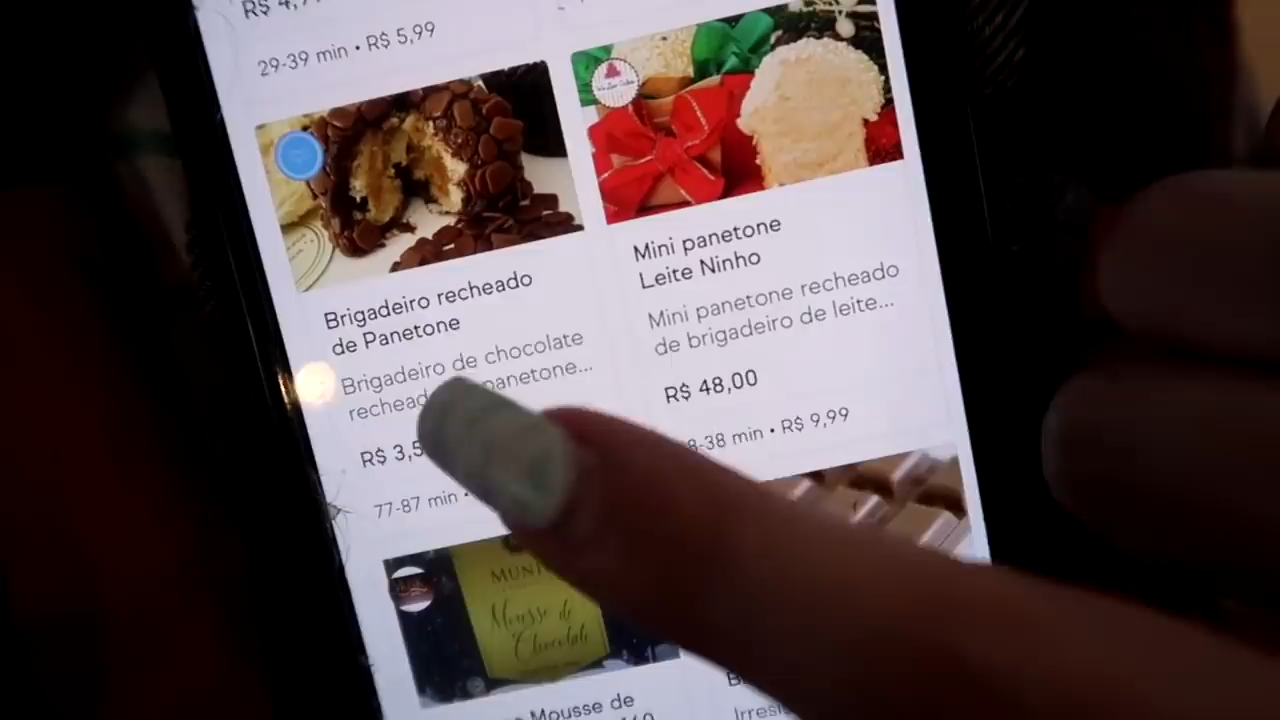 R$ 4,
29-39 min • R$ 5,99
Brigadeiro recheado
de Panetone
Brigadeiro de chocolate
panetone...
R$ 3,5
77-87 min •
Mini panetone
Leite Ninho
Mini panetone recheado
de brigadeiro de leite...
R$ 48,00
8-38 min • R$ 9,99
Mousse de
Chocolate
Mousse de